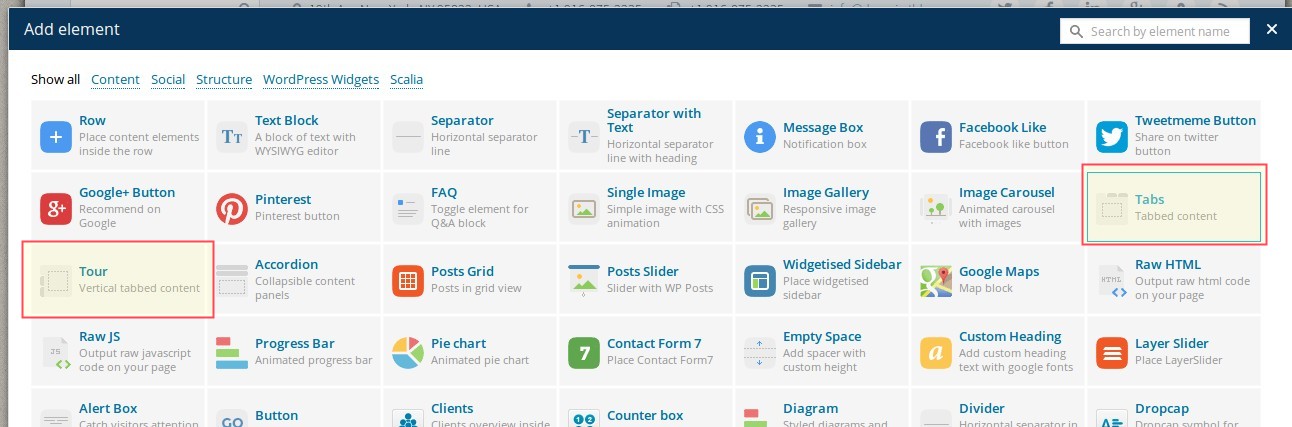 Add element
Search by element name
Show all Content Social Structure WordPress Widgets Scalia
Row
Place content elements
inside the row
Text Block
A block of text with
WYSIWYG editor
Separator
Horizontal separator
line
Separator with
Text
Horizontal separator
line with heading
Message Box
Notification box
Facebook Like
Facebook like button
Tweetmeme Button
Share on twitter
button
Google+ Button
Recommend on
Google
Pinterest
Pinterest button
FAQ
Toggle element for
Q&A block
Single Image
Simple image with CSS
animation
Image Gallery
Responsive image
gallery
Image Carousel
Animated carousel
with images
Tabs
Tabbed content
Tour
Vertical tabbed content
Accordion
Collapsible content
panels
Posts Grid
Posts in grid view
Posts Slider
Slider with WP Posts
Widgetised Sidebar
Place widgetised
sidebar
Google Maps
Map block
Raw HTML
Output raw html code
on your page
Raw JS
Output raw javascript
code on your page
Progress Bar
Animated progress bar
Pie chart
Animated pie chart
Contact Form 7
Place Contact Form7
Empty Space
Add spacer with
custom height
Custom Heading
Add custom heading
text with google fonts
Layer Slider
Place LayerSlider
Alert Box
Catch visitors attention
Button
Clients
Clients overview inside
Counter box
Diagram
Styled diagrams and
Divider
Horizontal separator in
Dropcap
Dropcap symbol for